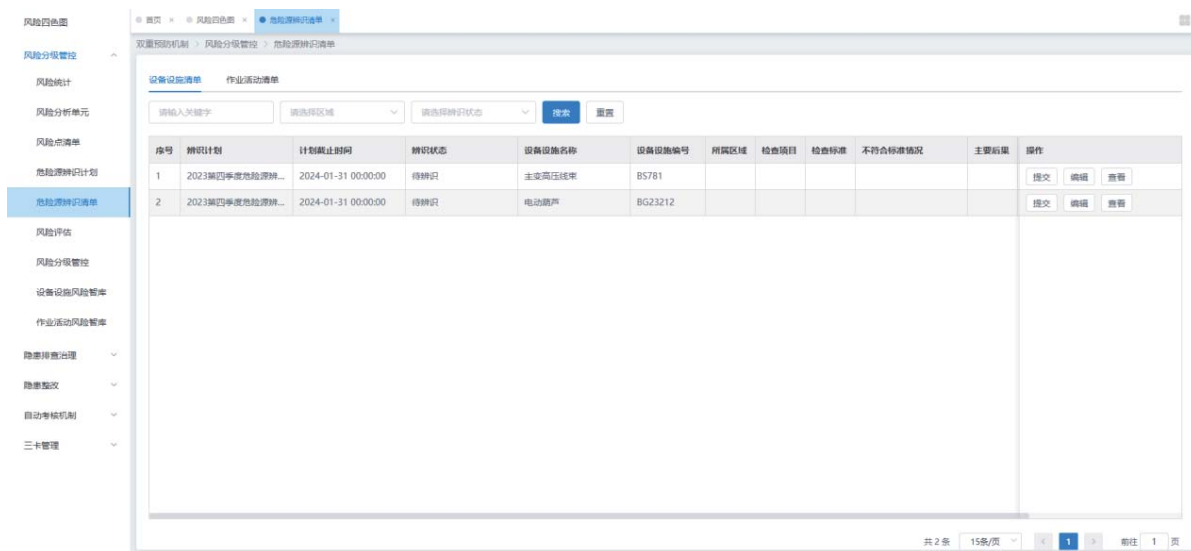 风险四色图
风险分级管控
风险统计
风险分析单元
风险点清单
危险源辨识计划
危险源辨识清单
风险评估
风险分级管控
设备设施风险智库
作业活动风险智库
隐患排查治理
隐患整改
自动考核机制
三卡管理
首页 × 风险四色图 × 危险源辨识清单 ×
双重预防机制 > 风险分级管控 > 危险源辨识清单
设备设施清单 作业活动清单
请输入关键字 请选择区域 请选择辨识状态 搜索 重置
序号 辨识计划 计划截止时间 辨识状态 设备设施名称 设备设施编号 所属区域 检查项目 检查标准 不符合标准情况 主要后果 操作
1 2023第四季度危险源辨... 2024-01-31 00:00:00 待辨识 主变高压线束 BS781 提交 编辑 查看
2 2023第四季度危险源辨... 2024-01-31 00:00:00 待辨识 电动葫芦 BG23212 提交 编辑 查看
共 2 条 15条/页 < 1 > 前往 1 页